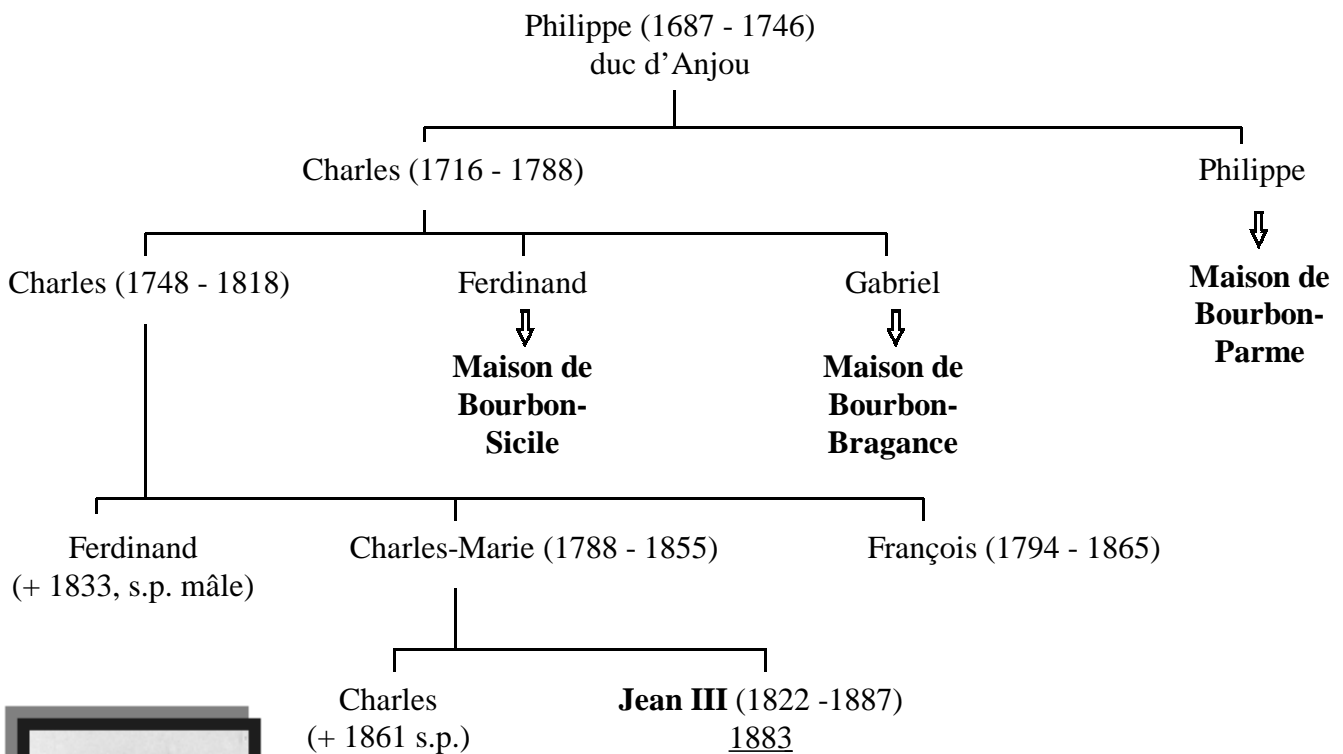 Philippe (1687 - 1746)
duc d’Anjou
Charles (1716 - 1788)
Philippe
Charles (1748 - 1818)
Ferdinand
Gabriel
Maison de
Bourbon-
Parme
Maison de
Bourbon-
Sicile
Maison de
Bourbon-
Bragance
Ferdinand
(+ 1833, s.p. mâle)
Charles-Marie (1788 - 1855)
François (1794 - 1865)
Charles
(+ 1861 s.p.)
Jean III (1822 -1887)
1883